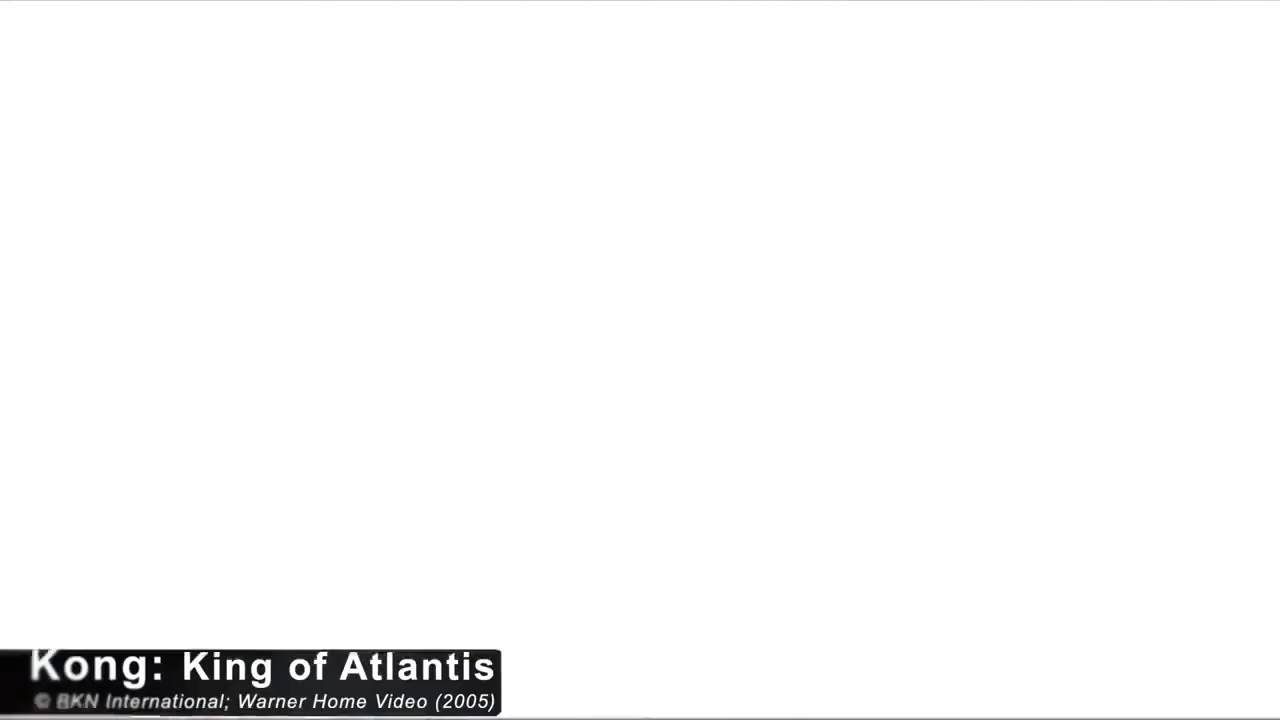 Kong: King of Atlantis
© BKN International; Warner Home Video (2005)